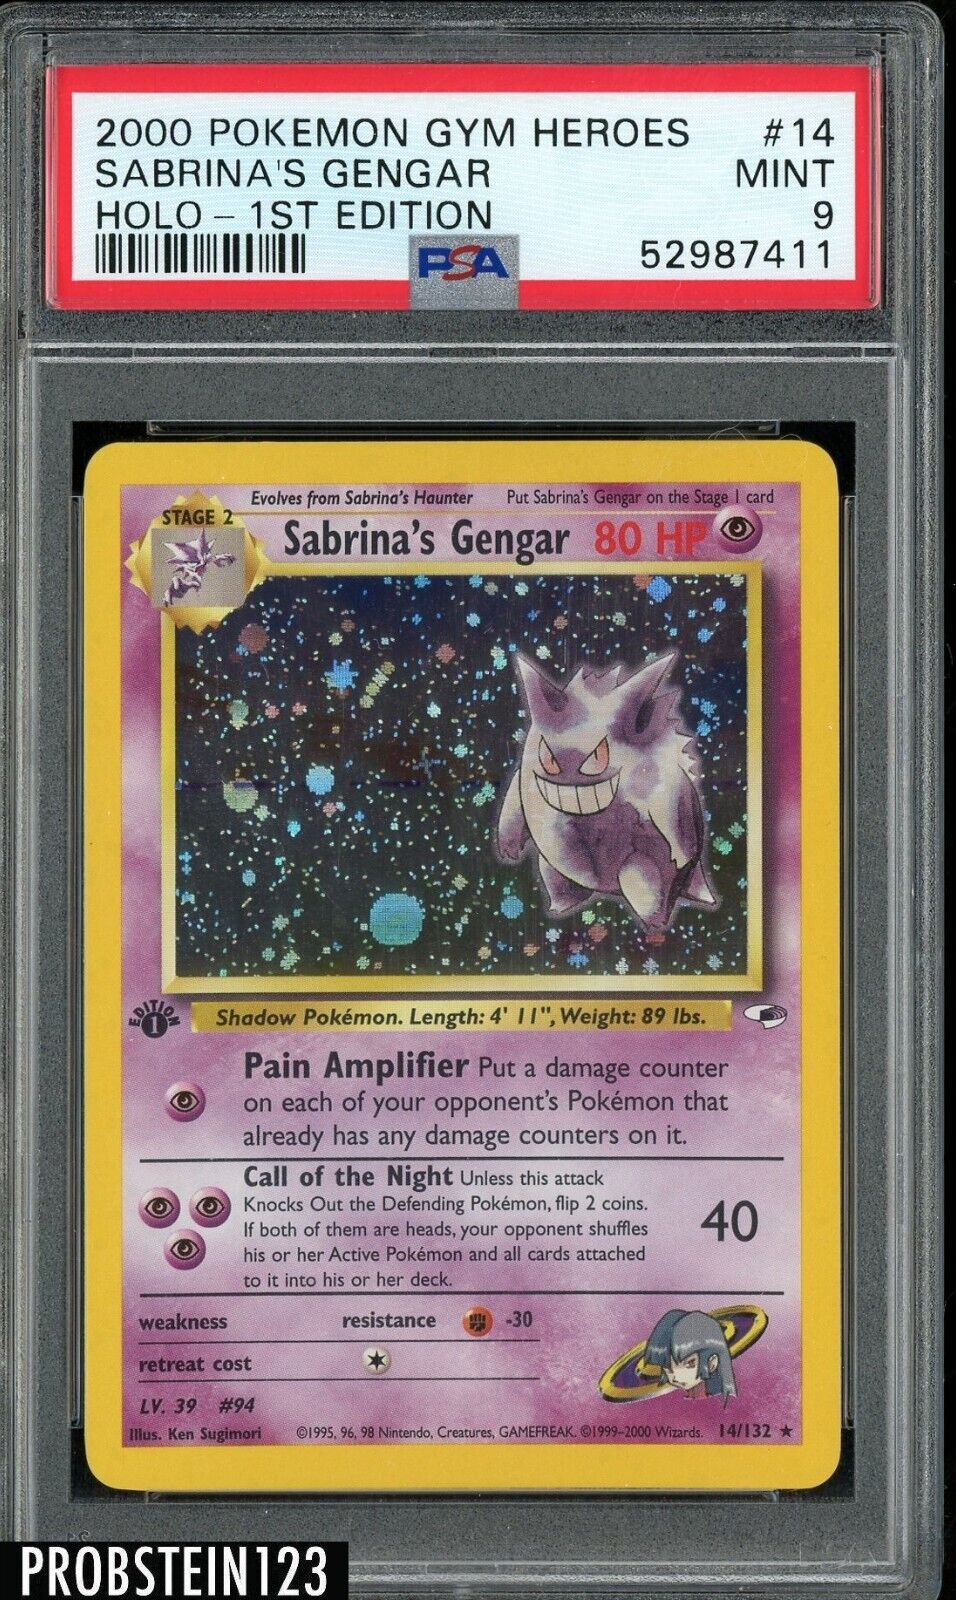 2000 POKEMON GYM HEROES #14
SABRINA'S GENGAR MINT
HOLO - 1ST EDITION 9
PSA 52987411
Evolves from Sabrina's Haunter Put Sabrina's Gengar on the Stage 1 card
STAGE 2
Sabrina's Gengar 80 HP
EDITION 1
Shadow Pokémon. Length: 4' 11", Weight: 89 lbs.
Pain Amplifier Put a damage counter
on each of your opponent's Pokémon that
already has any damage counters on it.
Call of the Night Unless this attack
Knocks Out the Defending Pokémon, flip 2 coins.
If both of them are heads, your opponent shuffles
his or her Active Pokémon and all cards attached
to it into his or her deck.
40
weakness resistance -30
retreat cost
LV. 39 #94
Illus. Ken Sugimori ©1995, 96, 98 Nintendo, Creatures, GAMEFREAK. ©1999-2000 Wizards. 14/132 ★
PROBSTEIN123